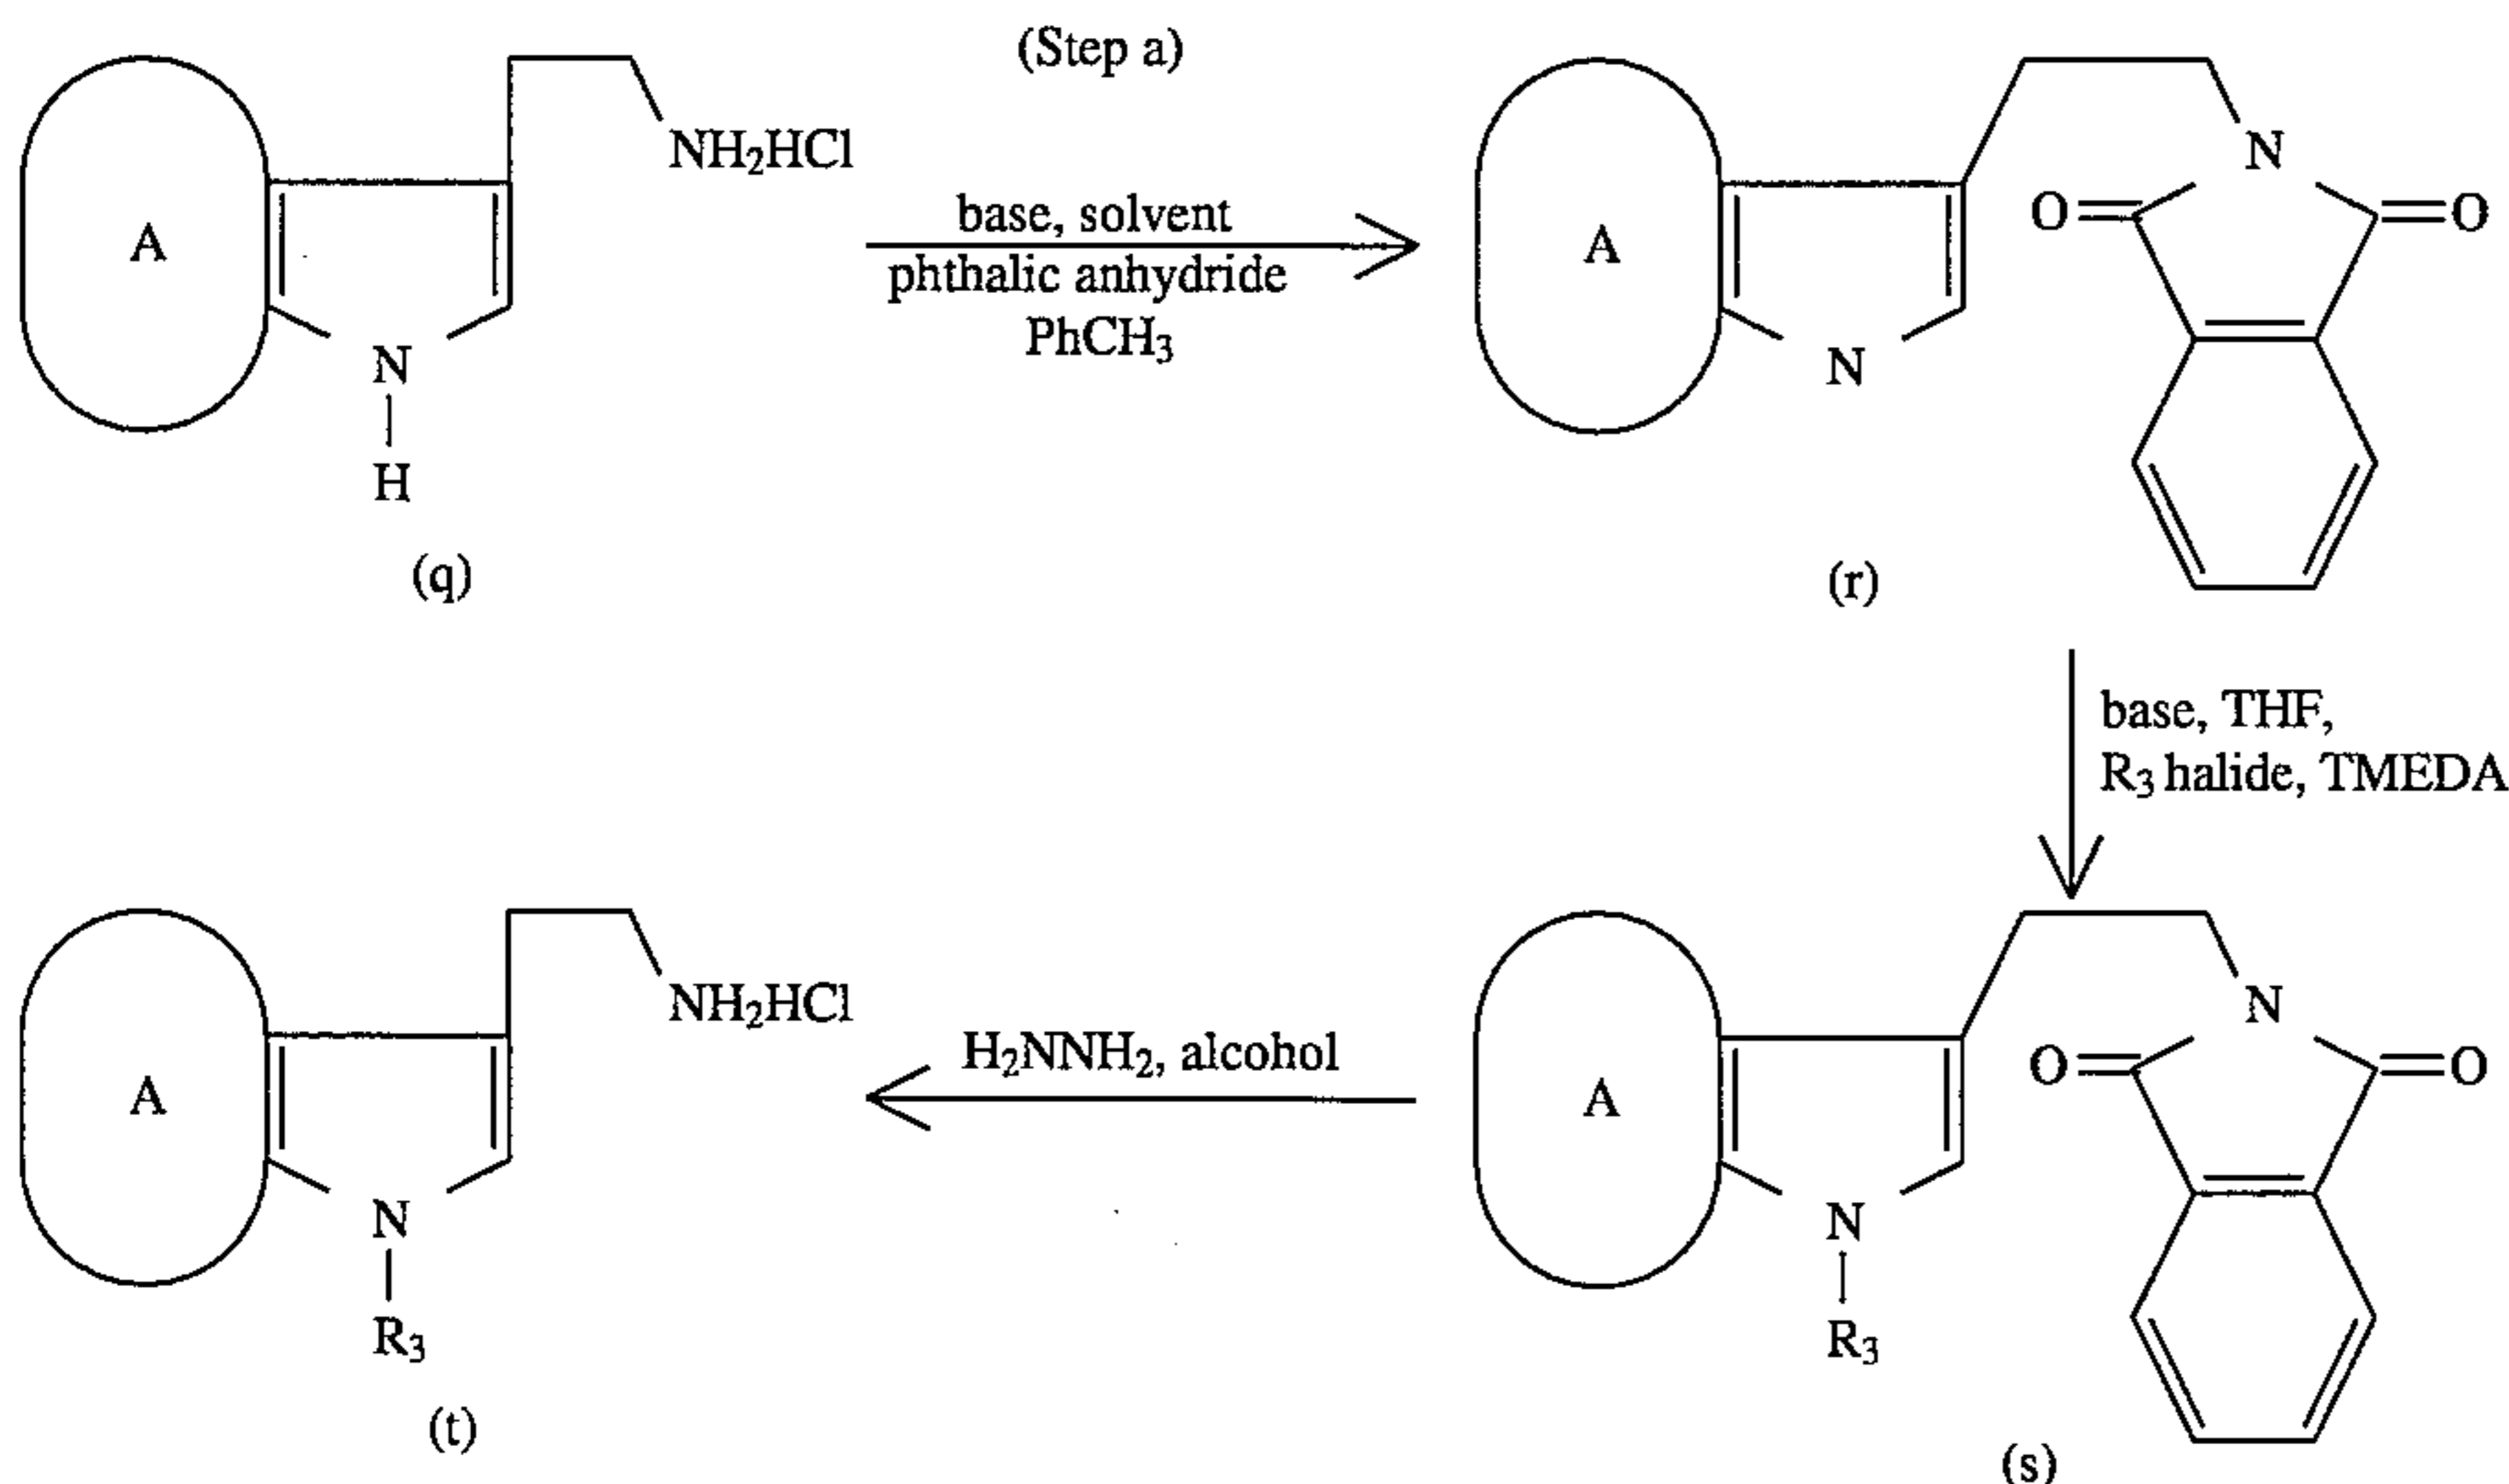 (Step a)
NH2HCl
A
N
H
(q)
base, solvent
phthalic anhydride
PhCH3
A
N
N
O
O
(r)
base, THF,
R3 halide, TMEDA
NH2HCl
A
N
R3
(t)
H2NNH2, alcohol
A
N
R3
N
O
O
(s)